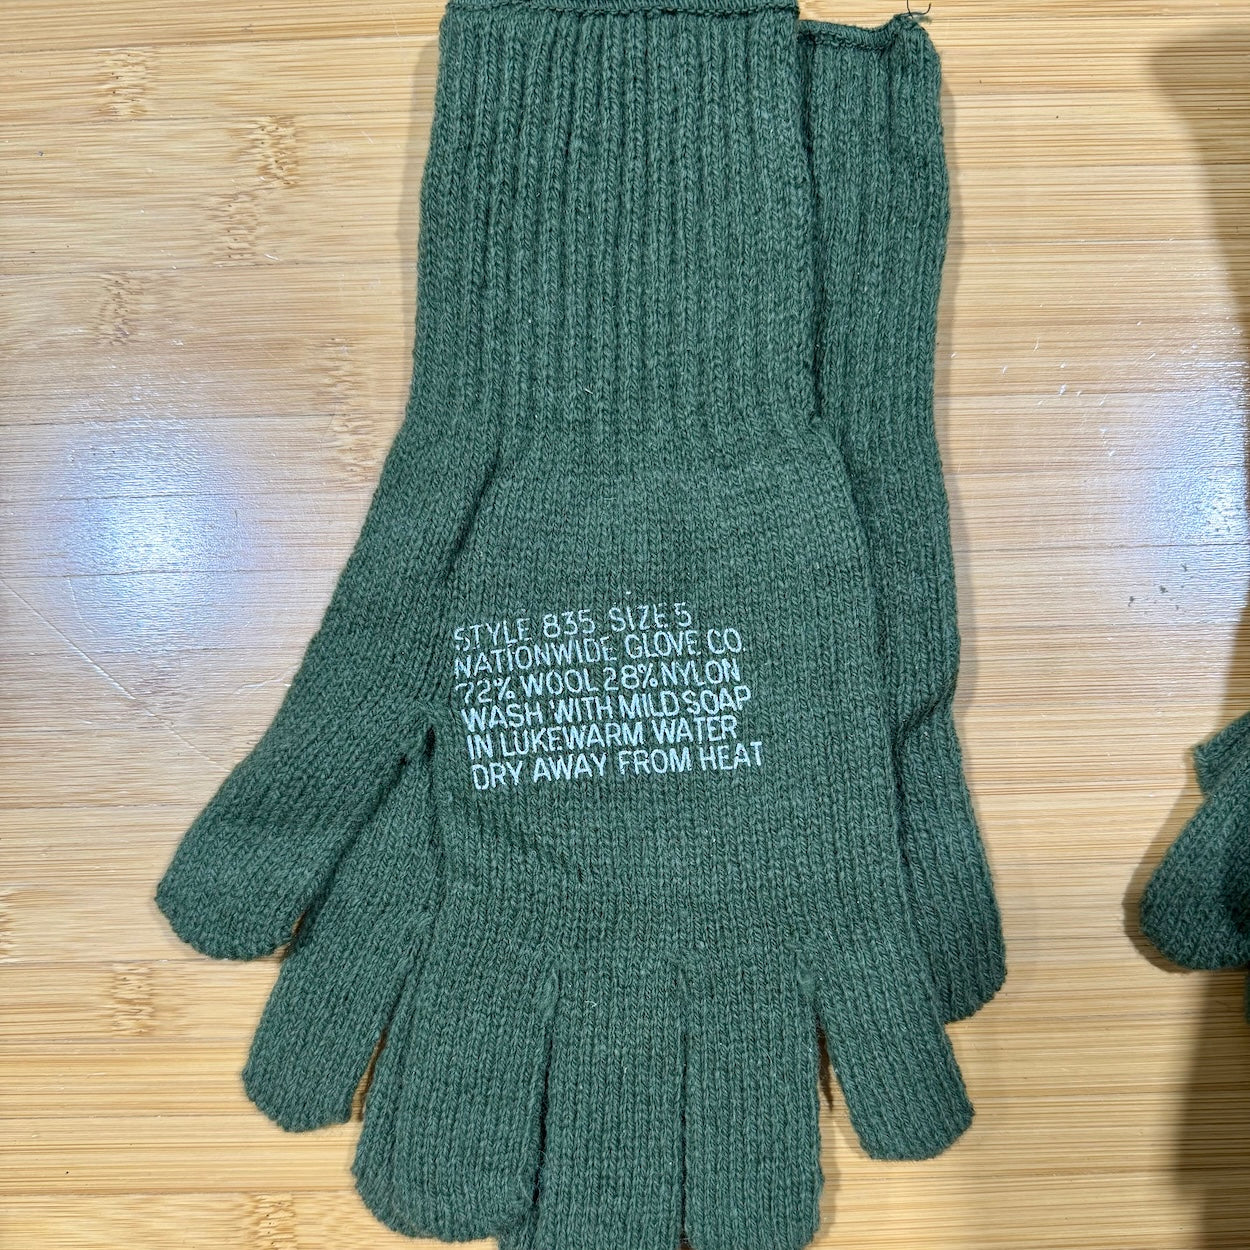 STYLE 835 SIZE 5
NATIONWIDE GLOVE CO.
72% WOOL 28% NYLON
WASH WITH MILD SOAP
IN LUKEWARM WATER
DRY AWAY FROM HEAT